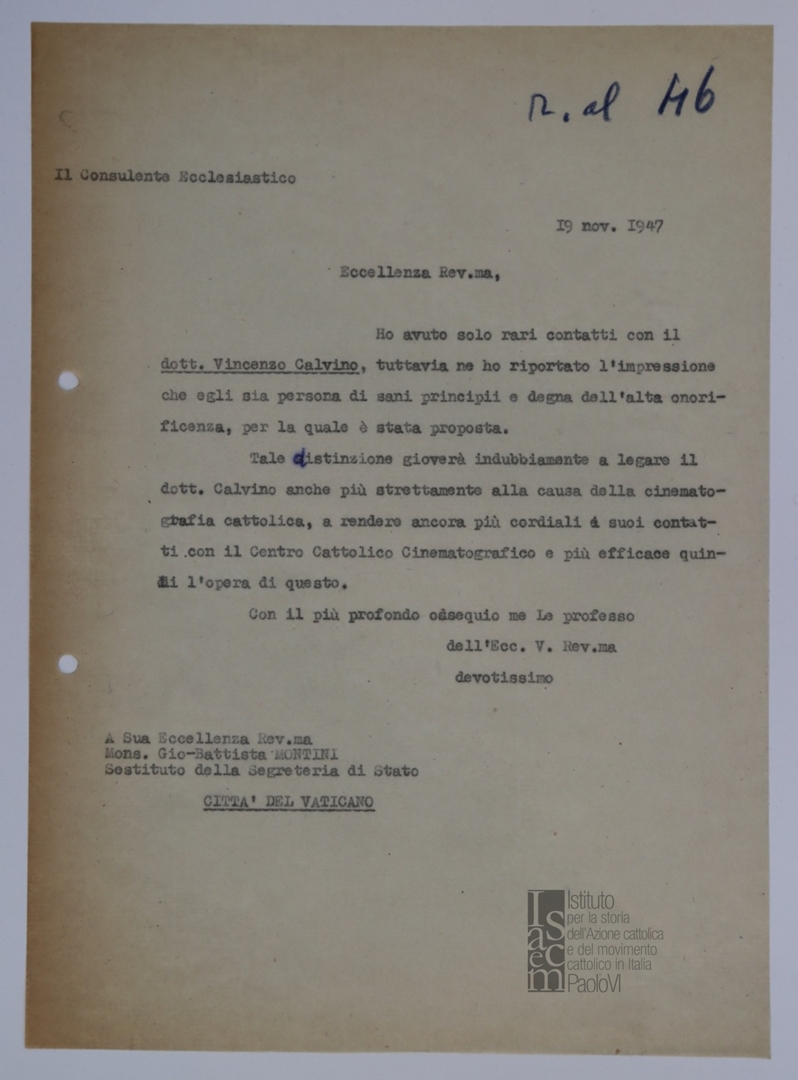 R. al 46
Il Consulente Ecclesiastico
19 nov. 1947
Eccellenza Rev.ma,
Ho avuto solo rari contatti con il
dott. Vincenzo Calvino, tuttavia ne ho riportato l'impressione
che egli sia persona di sani principii e degna dell'alta onori-
ficenza, per la quale è stata proposta.
Tale distinzione gioverà indubbiamente a legare il
dott. Calvino anche più strettamente alla causa della cinemato-
grafia cattolica, a rendere ancora più cordiali i suoi contat-
ti con il Centro Cattolico Cinematografico e più efficace quin-
di l'opera di questo.
Con il più profondo ossequio me Le professo
dell'Ecc. V. Rev.ma
devotissimo
A Sua Eccellenza Rev.ma
Mons. Gio-Battista MONTINI
Sostituto della Segreteria di Stato
CITTA' DEL VATICANO
Isacem
Istituto
per la storia
dell'Azione cattolica
e del movimento
cattolico in Italia
PaoloVI